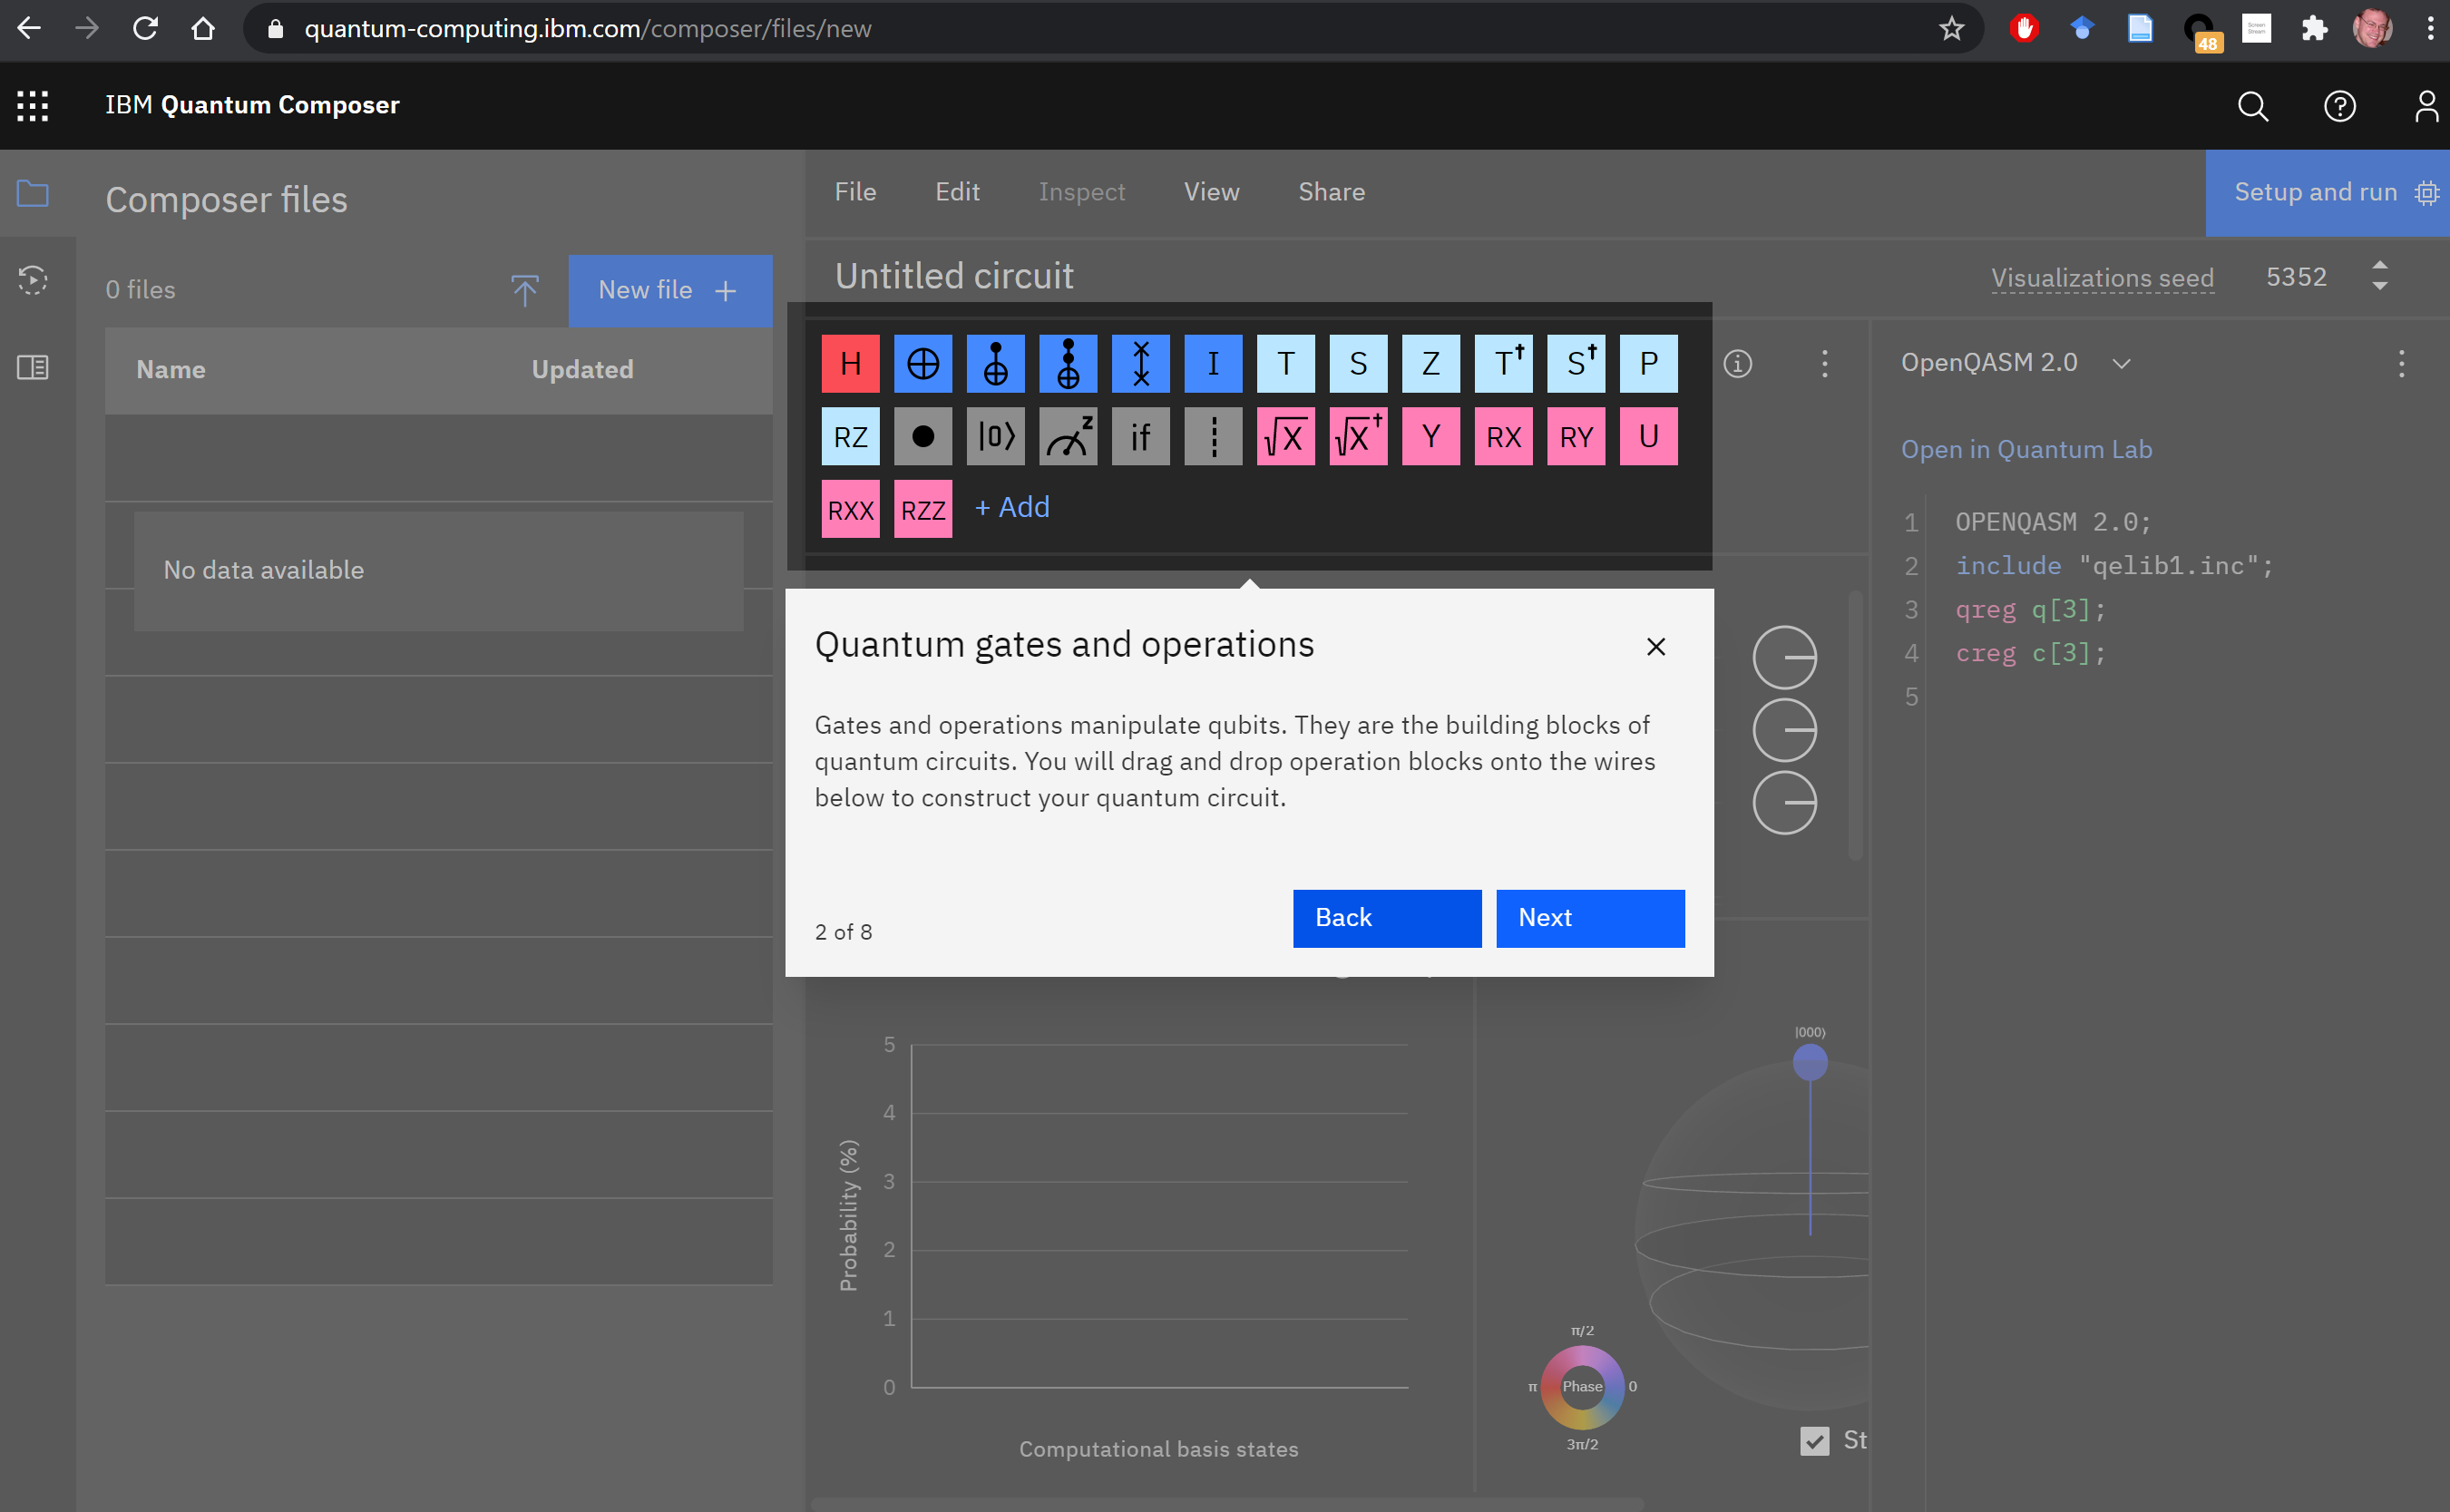 quantum-computing.ibm.com/composer/files/new
48
IBM Quantum Composer
Composer files
File Edit Inspect View Share
Setup and run
0 files
New file +
Untitled circuit
Visualizations seed 5352
Name Updated
No data available
H T S Z T† S† P
I
RZ |0⟩ z if √X √X† Y RX RY U
RXX RZZ + Add
OpenQASM 2.0
Open in Quantum Lab
1 OPENQASM 2.0;
2 include "qelib1.inc";
3 qreg q[3];
4 creg c[3];
5
Quantum gates and operations
Gates and operations manipulate qubits. They are the building blocks of
quantum circuits. You will drag and drop operation blocks onto the wires
below to construct your quantum circuit.
2 of 8
Back
Next
Probability (%)
5
4
3
2
1
0
Computational basis states
|000⟩
π/2
π Phase 0
3π/2
St